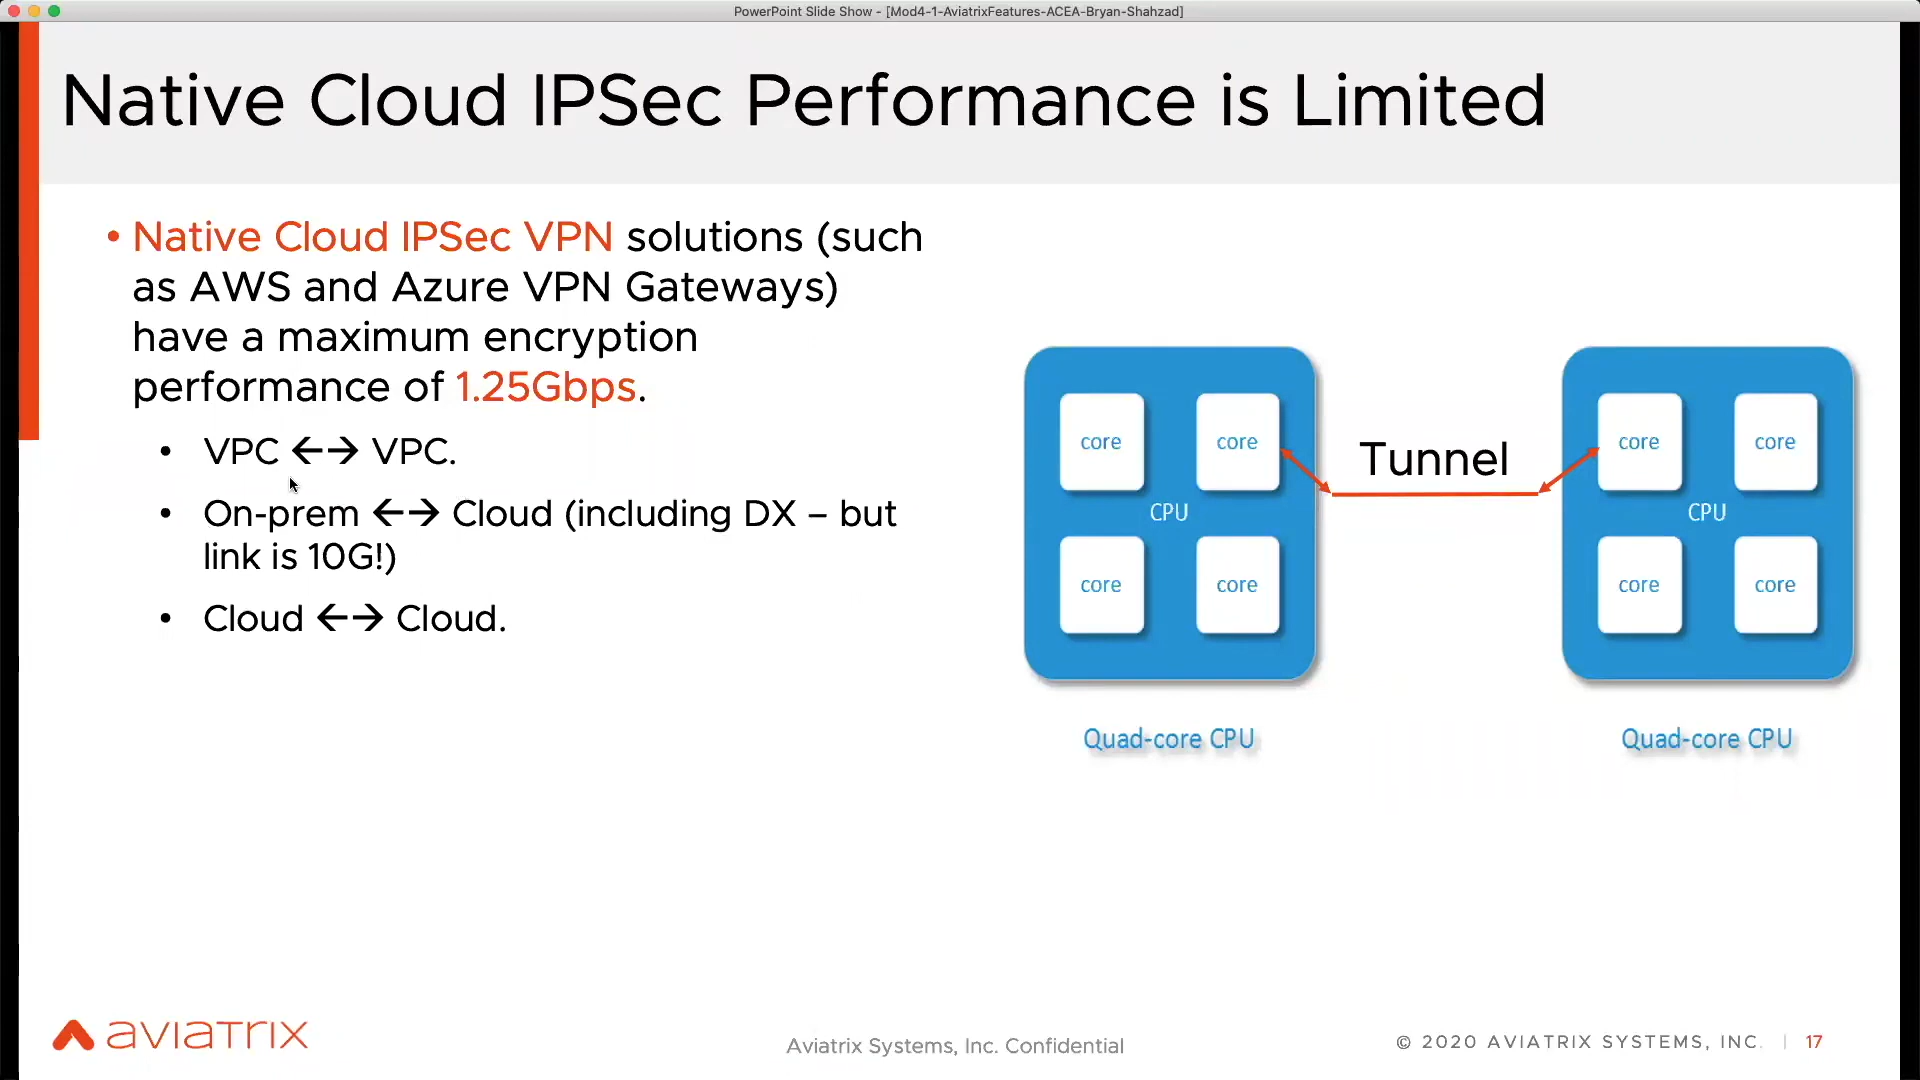 PowerPoint Slide Show - [Mod4-1-AviatrixFeatures-ACEA-Bryan-Shahzad]
Native Cloud IPSec Performance is Limited
• Native Cloud IPSec VPN solutions (such
as AWS and Azure VPN Gateways)
have a maximum encryption
performance of 1.25Gbps.
• VPC ←→ VPC.
• On-prem ←→ Cloud (including DX – but
link is 10G!)
• Cloud ←→ Cloud.
core core
CPU
core core
Quad-core CPU
Tunnel
core core
CPU
core core
Quad-core CPU
aviatrix
Aviatrix Systems, Inc. Confidential
© 2020 AVIATRIX SYSTEMS, INC. | 17